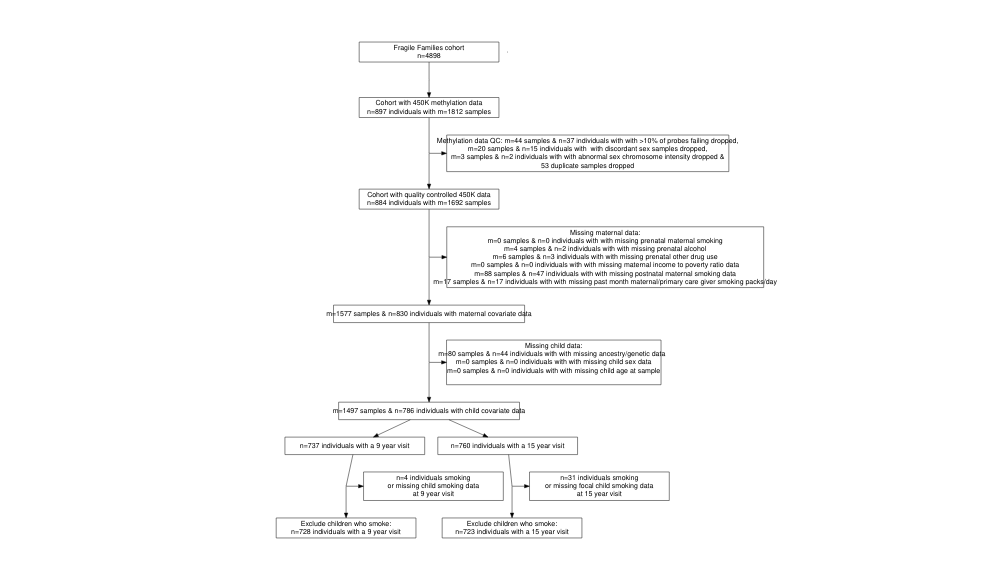 Fragile Families cohort
n=4898
Cohort with 450K methylation data
n=897 individuals with m=1812 samples
Methylation data QC: m=44 samples & n=37 individuals with with >10% of probes failing dropped,
m=20 samples & n=15 individuals with  with discordant sex samples dropped,
m=3 samples & n=2 individuals with with abnormal sex chromosome intensity dropped &
53 duplicate samples dropped
Cohort with quality controlled 450K data
n=884 individuals with m=1692 samples
Missing maternal data:
m=0 samples & n=0 individuals with with missing prenatal maternal smoking
m=4 samples & n=2 individuals with with missing prenatal alcohol
m=6 samples & n=3 individuals with with missing prenatal other drug use
m=0 samples & n=0 individuals with with missing maternal income to poverty ratio data
m=88 samples & n=47 individuals with with missing postnatal maternal smoking data
m=17 samples & n=17 individuals with with missing past month maternal/primary care giver smoking packs/day
m=1577 samples & n=830 individuals with maternal covariate data
Missing child data:
m=80 samples & n=44 individuals with with missing ancestry/genetic data
m=0 samples & n=0 individuals with with missing child sex data
m=0 samples & n=0 individuals with with missing child age at sample
m=1497 samples & n=786 individuals with child covariate data
n=737 individuals with a 9 year visit
n=760 individuals with a 15 year visit
n=4 individuals smoking
or missing child smoking data
at 9 year visit
n=31 individuals smoking
or missing focal child smoking data
at 15 year visit
Exclude children who smoke:
n=728 individuals with a 9 year visit
Exclude children who smoke:
n=723 individuals with a 15 year visit